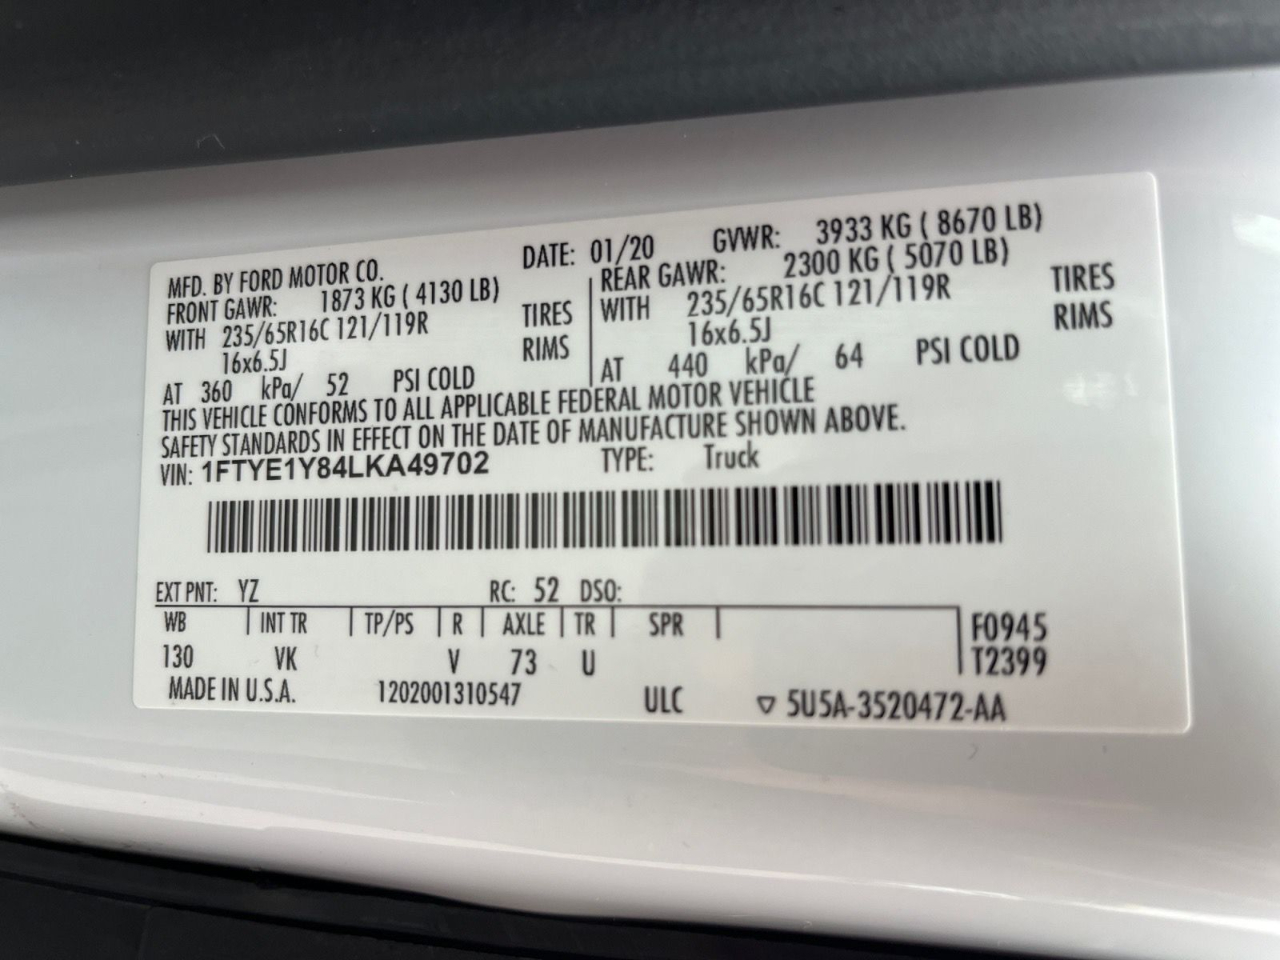 MFD. BY FORD MOTOR CO. DATE: 01/20 GVWR: 3933 KG ( 8670 LB)
FRONT GAWR: 1873 KG ( 4130 LB) REAR GAWR: 2300 KG ( 5070 LB)
WITH 235/65R16C 121/119R TIRES WITH 235/65R16C 121/119R TIRES
16x6.5J RIMS 16x6.5J RIMS
AT 360 kPa/ 52 PSI COLD AT 440 kPa/ 64 PSI COLD
THIS VEHICLE CONFORMS TO ALL APPLICABLE FEDERAL MOTOR VEHICLE
SAFETY STANDARDS IN EFFECT ON THE DATE OF MANUFACTURE SHOWN ABOVE.
VIN: 1FTYE1Y84LKA49702 TYPE: Truck
EXT PNT: YZ RC: 52 DSO:
WB INT TR TP/PS R AXLE TR SPR F0945
130 VK V 73 U T2399
MADE IN U.S.A. 1202001310547 ULC ▽ 5U5A-3520472-AA